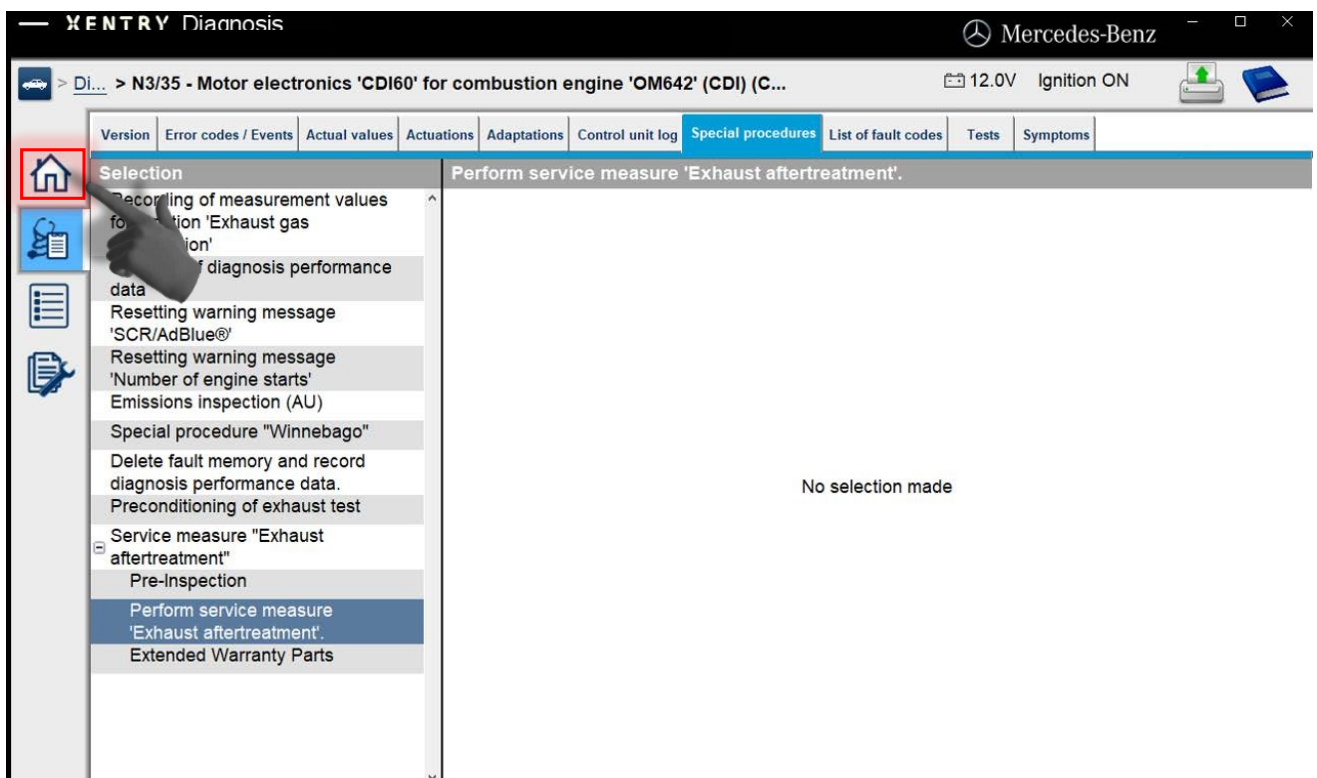 XENTRY Diagnosis
Mercedes-Benz
> Di... > N3/35 - Motor electronics 'CDI60' for combustion engine 'OM642' (CDI) (C...
12.0V Ignition ON
Version Error codes / Events Actual values Actuations Adaptations Control unit log Special procedures List of fault codes Tests Symptoms
Selection
Perform service measure 'Exhaust aftertreatment'.
of measurement values
'Exhaust gas
diagnosis performance
data
Resetting warning message
'SCR/AdBlue®'
Resetting warning message
'Number of engine starts'
Emissions inspection (AU)
Special procedure "Winnebago"
Delete fault memory and record
diagnosis performance data.
Preconditioning of exhaust test
Service measure "Exhaust
aftertreatment"
Pre-Inspection
Perform service measure
'Exhaust aftertreatment'.
Extended Warranty Parts
No selection made